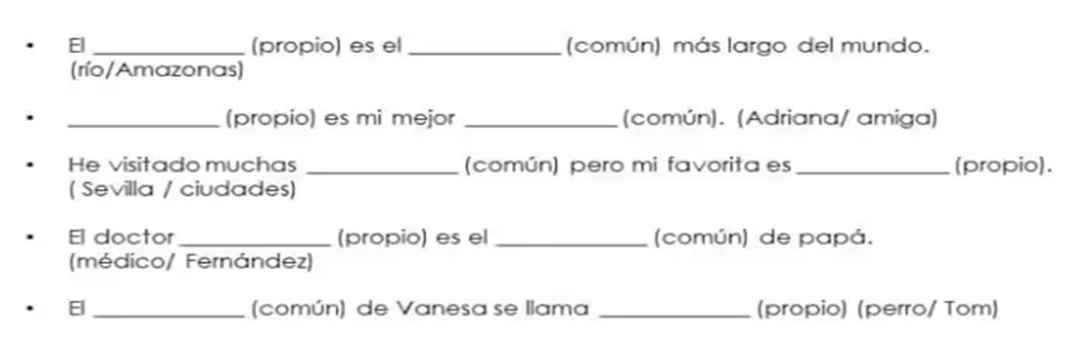 • El ____________ (propio) es el ____________ (común) más largo del mundo.
(río/Amazonas)
• ____________ (propio) es mi mejor ____________ (común). (Adriana/ amiga)
• He visitado muchas ____________ (común) pero mi favorita es ____________ (propio).
( Sevilla / ciudades)
• El doctor ____________ (propio) es el ____________ (común) de papá.
(médico/ Fernández)
• El ____________ (común) de Vanesa se llama ____________ (propio) (perro/ Tom)